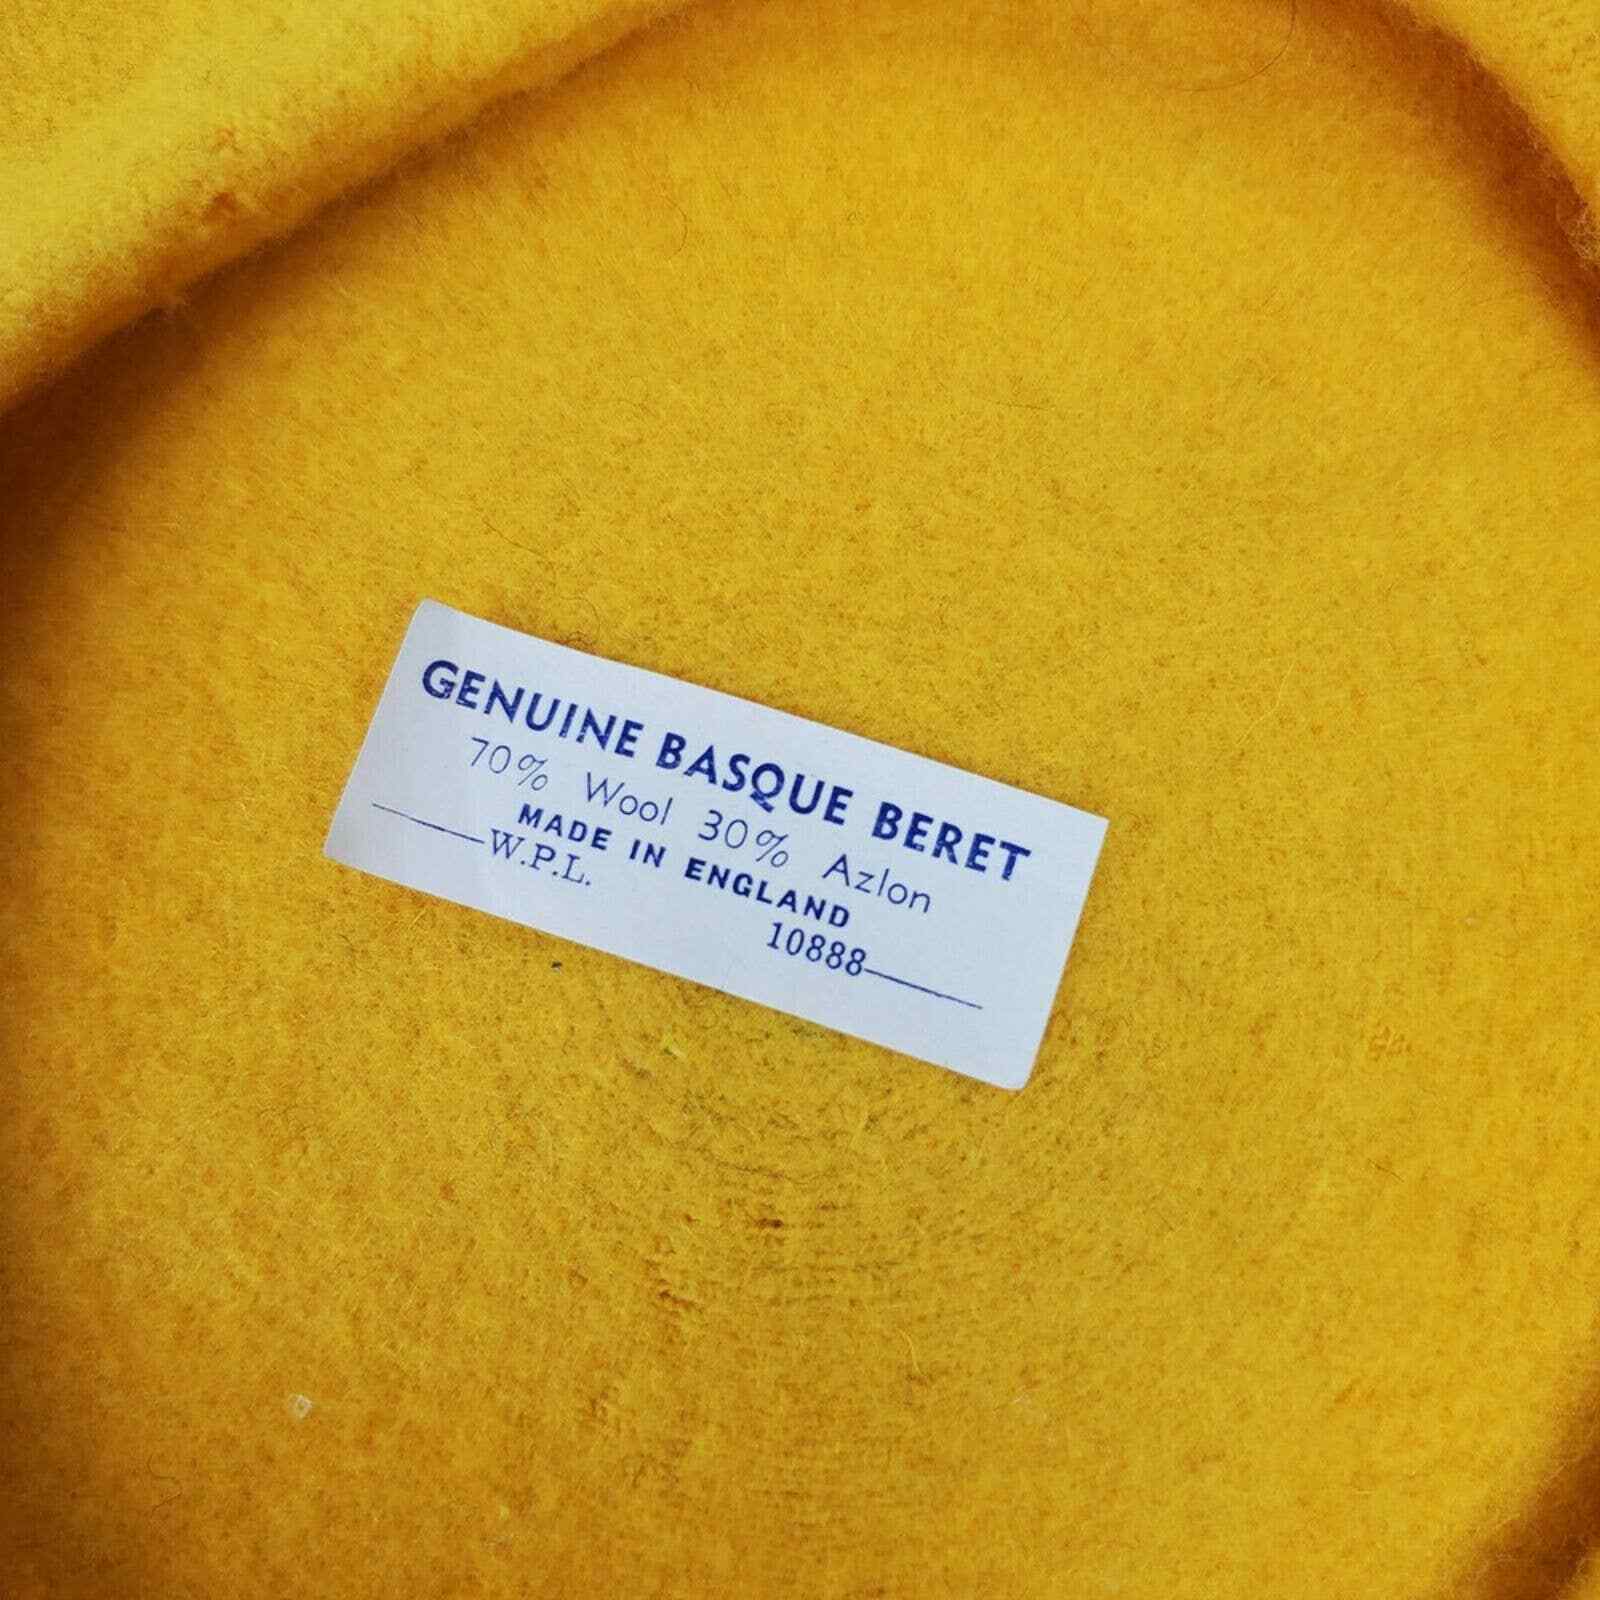 GENUINE BASQUE BERET
70% Wool 30% Azlon
MADE IN ENGLAND
W.P.L. 10888